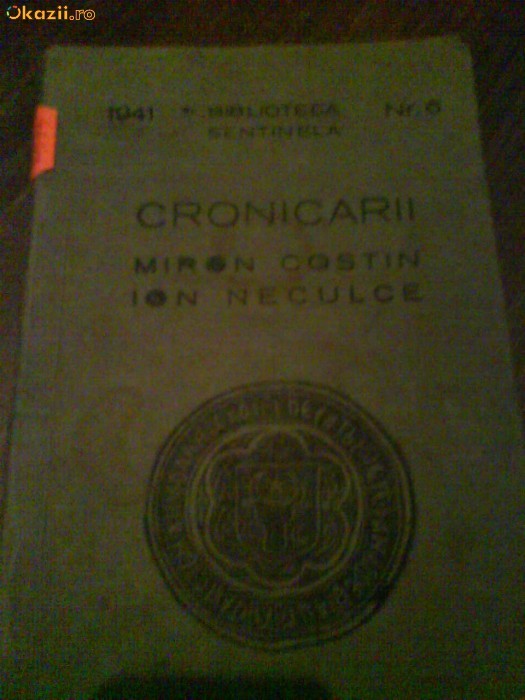 Okazii.ro
1941 BIBLIOTECA Nr. 6
SENTINELA
CRONICARII
MIRON COSTIN
ION NECULCE